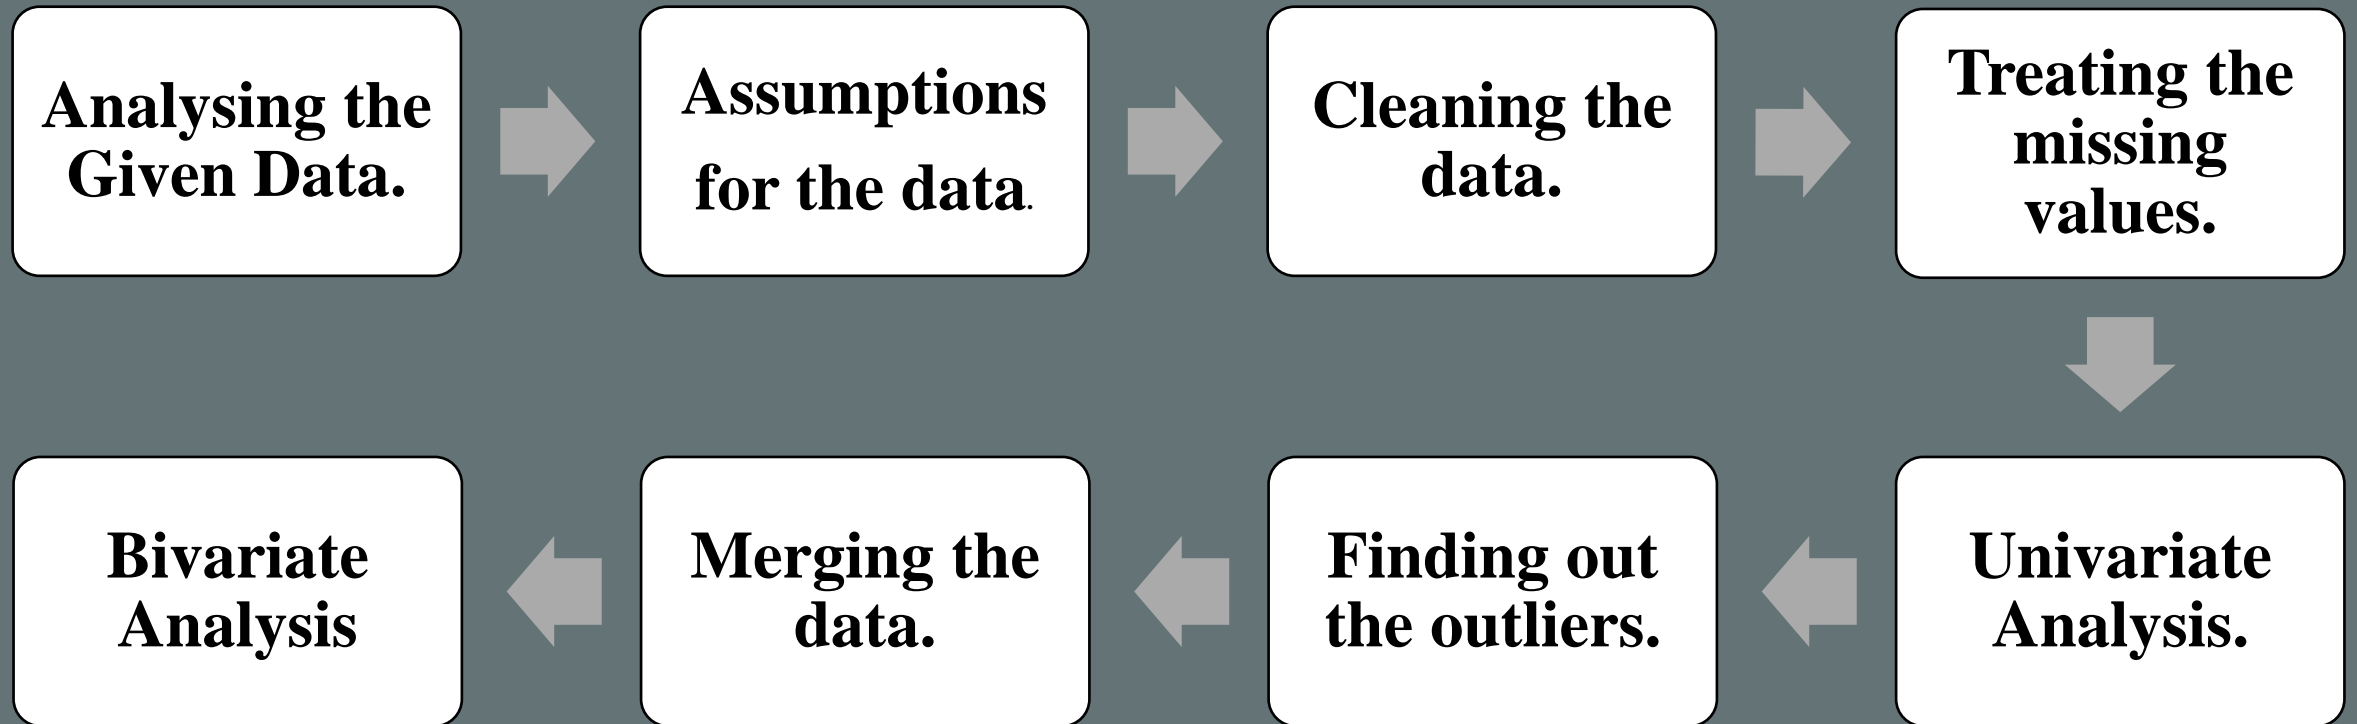 Analysing the
Given Data.
Assumptions
for the data.
Cleaning the
data.
Treating the
missing
values.
Univariate
Analysis.
Finding out
the outliers.
Merging the
data.
Bivariate
Analysis